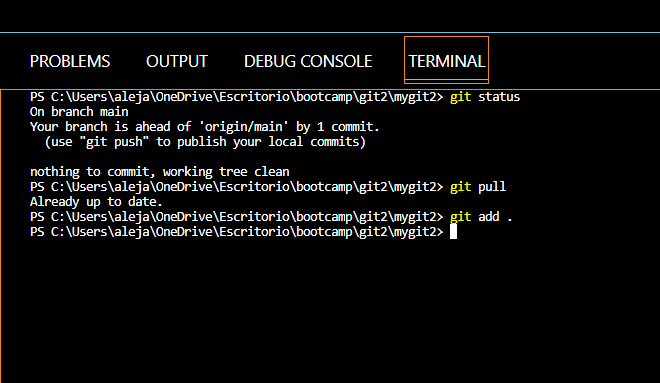 PROBLEMS OUTPUT DEBUG CONSOLE TERMINAL
PS C:\Users\aleja\OneDrive\Escritorio\bootcamp\git2\mygit2> git status
On branch main
Your branch is ahead of 'origin/main' by 1 commit.
  (use "git push" to publish your local commits)
nothing to commit, working tree clean
PS C:\Users\aleja\OneDrive\Escritorio\bootcamp\git2\mygit2> git pull
Already up to date.
PS C:\Users\aleja\OneDrive\Escritorio\bootcamp\git2\mygit2> git add .
PS C:\Users\aleja\OneDrive\Escritorio\bootcamp\git2\mygit2>